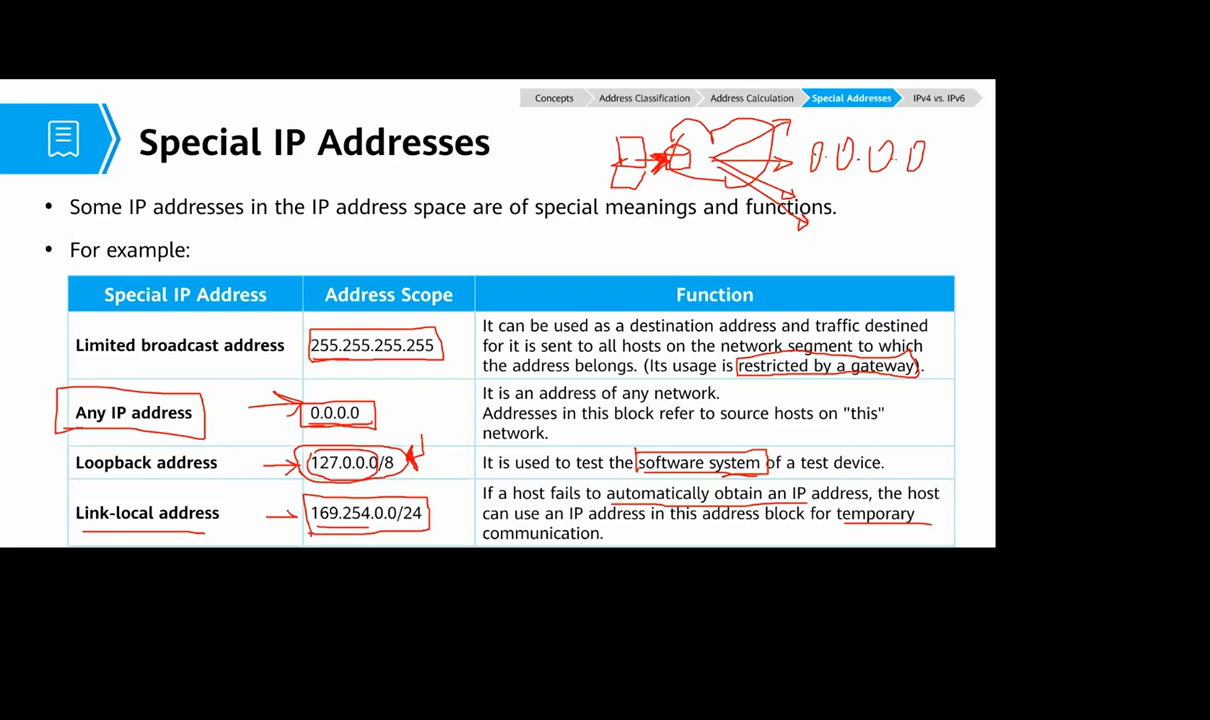 Concepts
Address Classification
Address Calculation
Special Addresses
IPv4 vs. IPv6
Special IP Addresses
0.0.0.0
• Some IP addresses in the IP address space are of special meanings and functions.
• For example:
Special IP Address
Address Scope
Function
Limited broadcast address
255.255.255.255
It can be used as a destination address and traffic destined
for it is sent to all hosts on the network segment to which
the address belongs. (Its usage is restricted by a gateway).
Any IP address
0.0.0.0
It is an address of any network.
Addresses in this block refer to source hosts on "this"
network.
Loopback address
127.0.0.0/8
It is used to test the software system of a test device.
Link-local address
169.254.0.0/24
If a host fails to automatically obtain an IP address, the host
can use an IP address in this address block for temporary
communication.